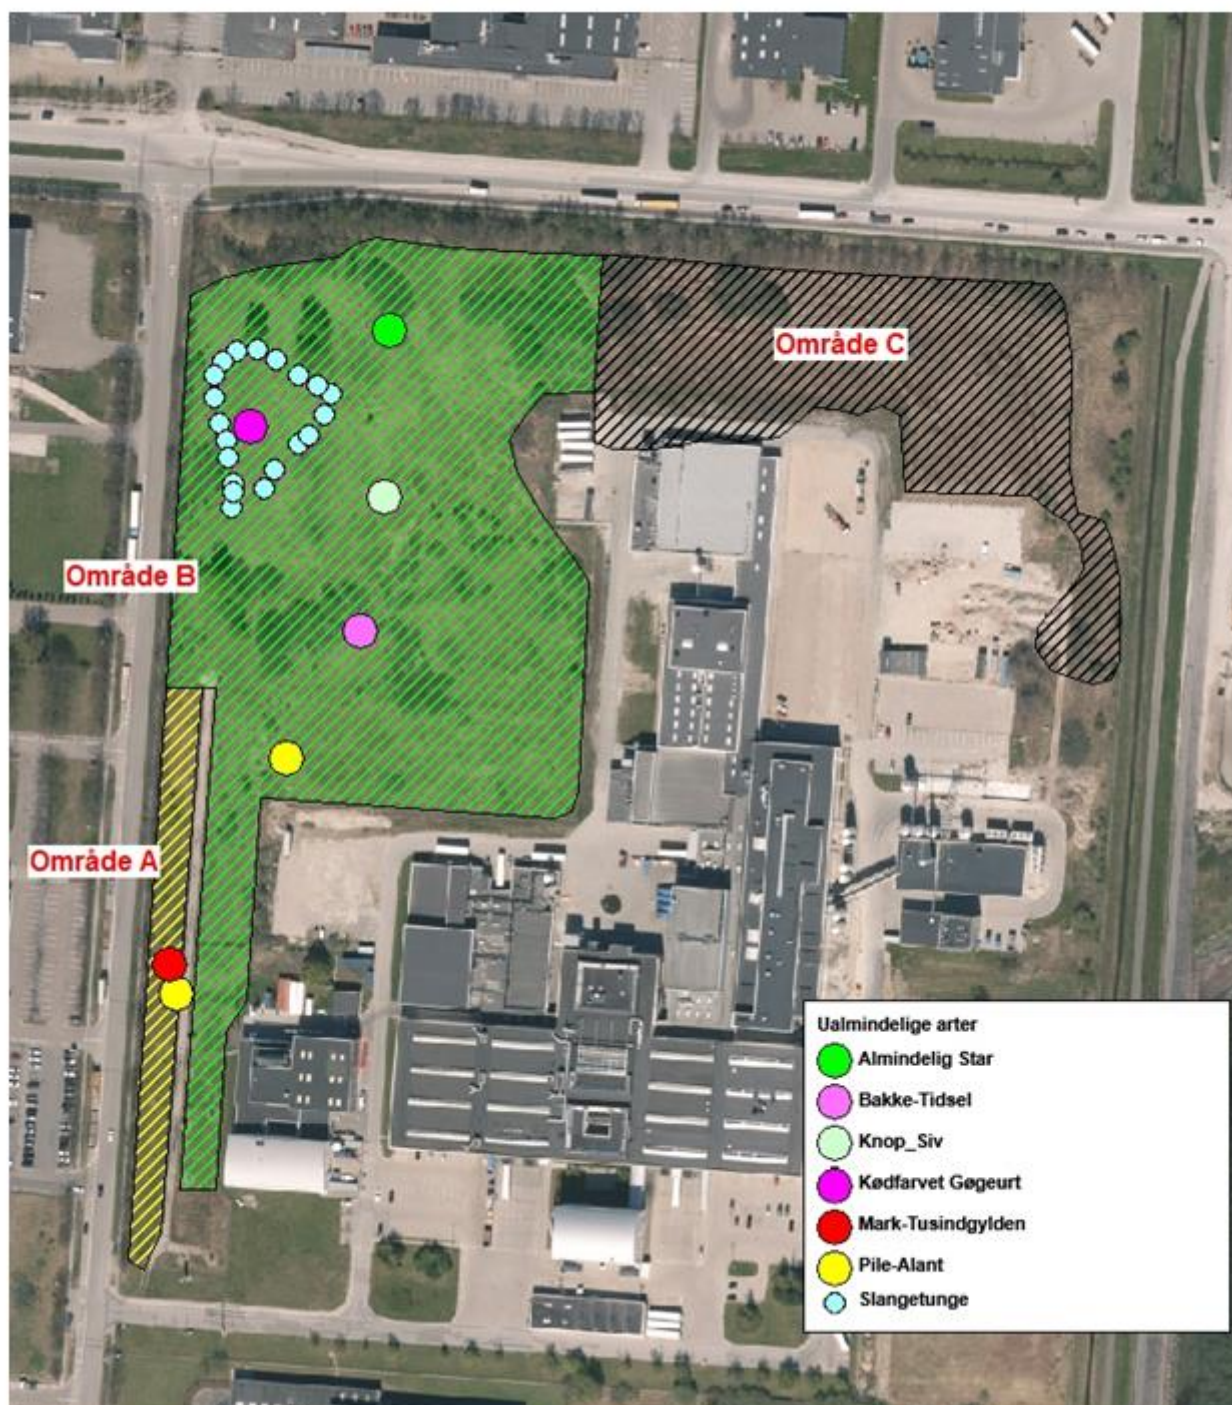 Område C
Område B
Område A
Ualmindelige arter
Almindelig Star
Bakke-Tidsel
Knop_Siv
Kødfarvet Gøgeurt
Mark-Tusindgylden
Pile-Alant
Slangetunge